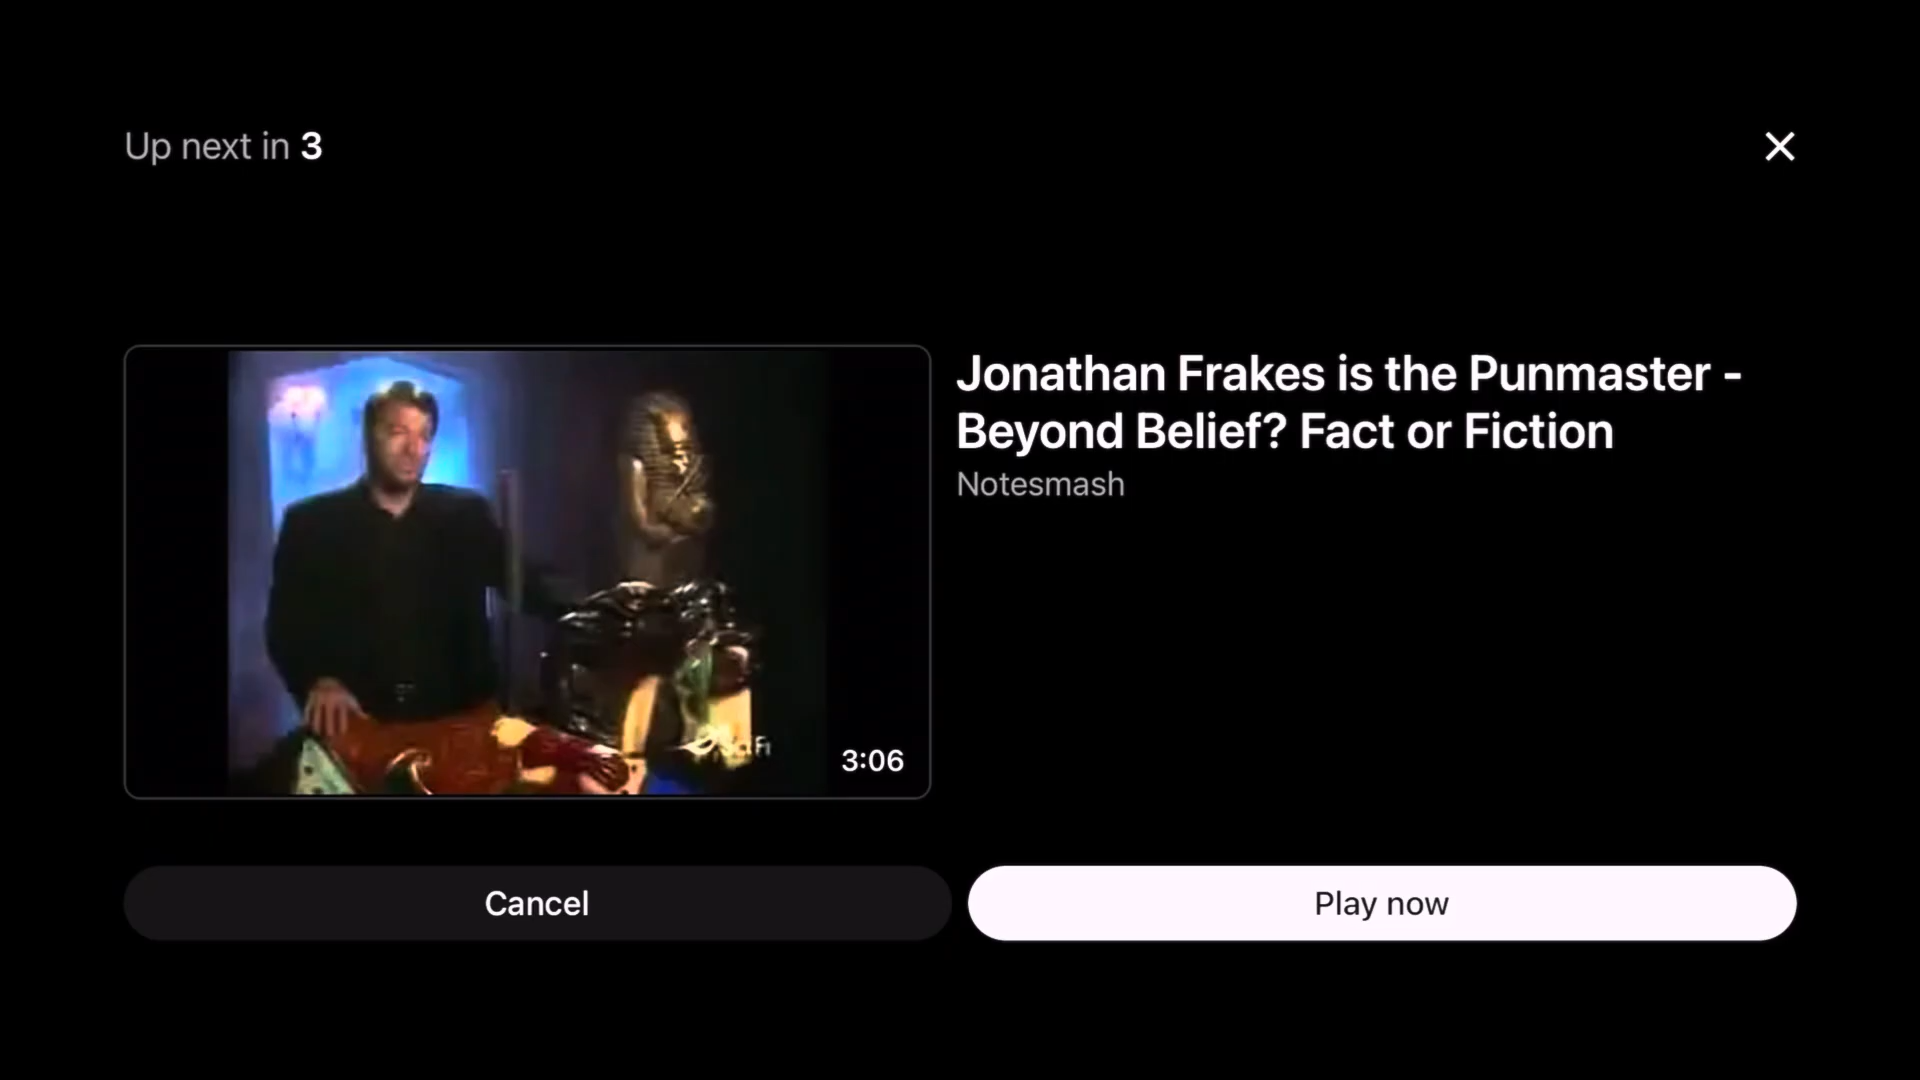 Up next in 3
Jonathan Frakes is the Punmaster -
Beyond Belief? Fact or Fiction
Notesmash
SciFi
3:06
Cancel
Play now